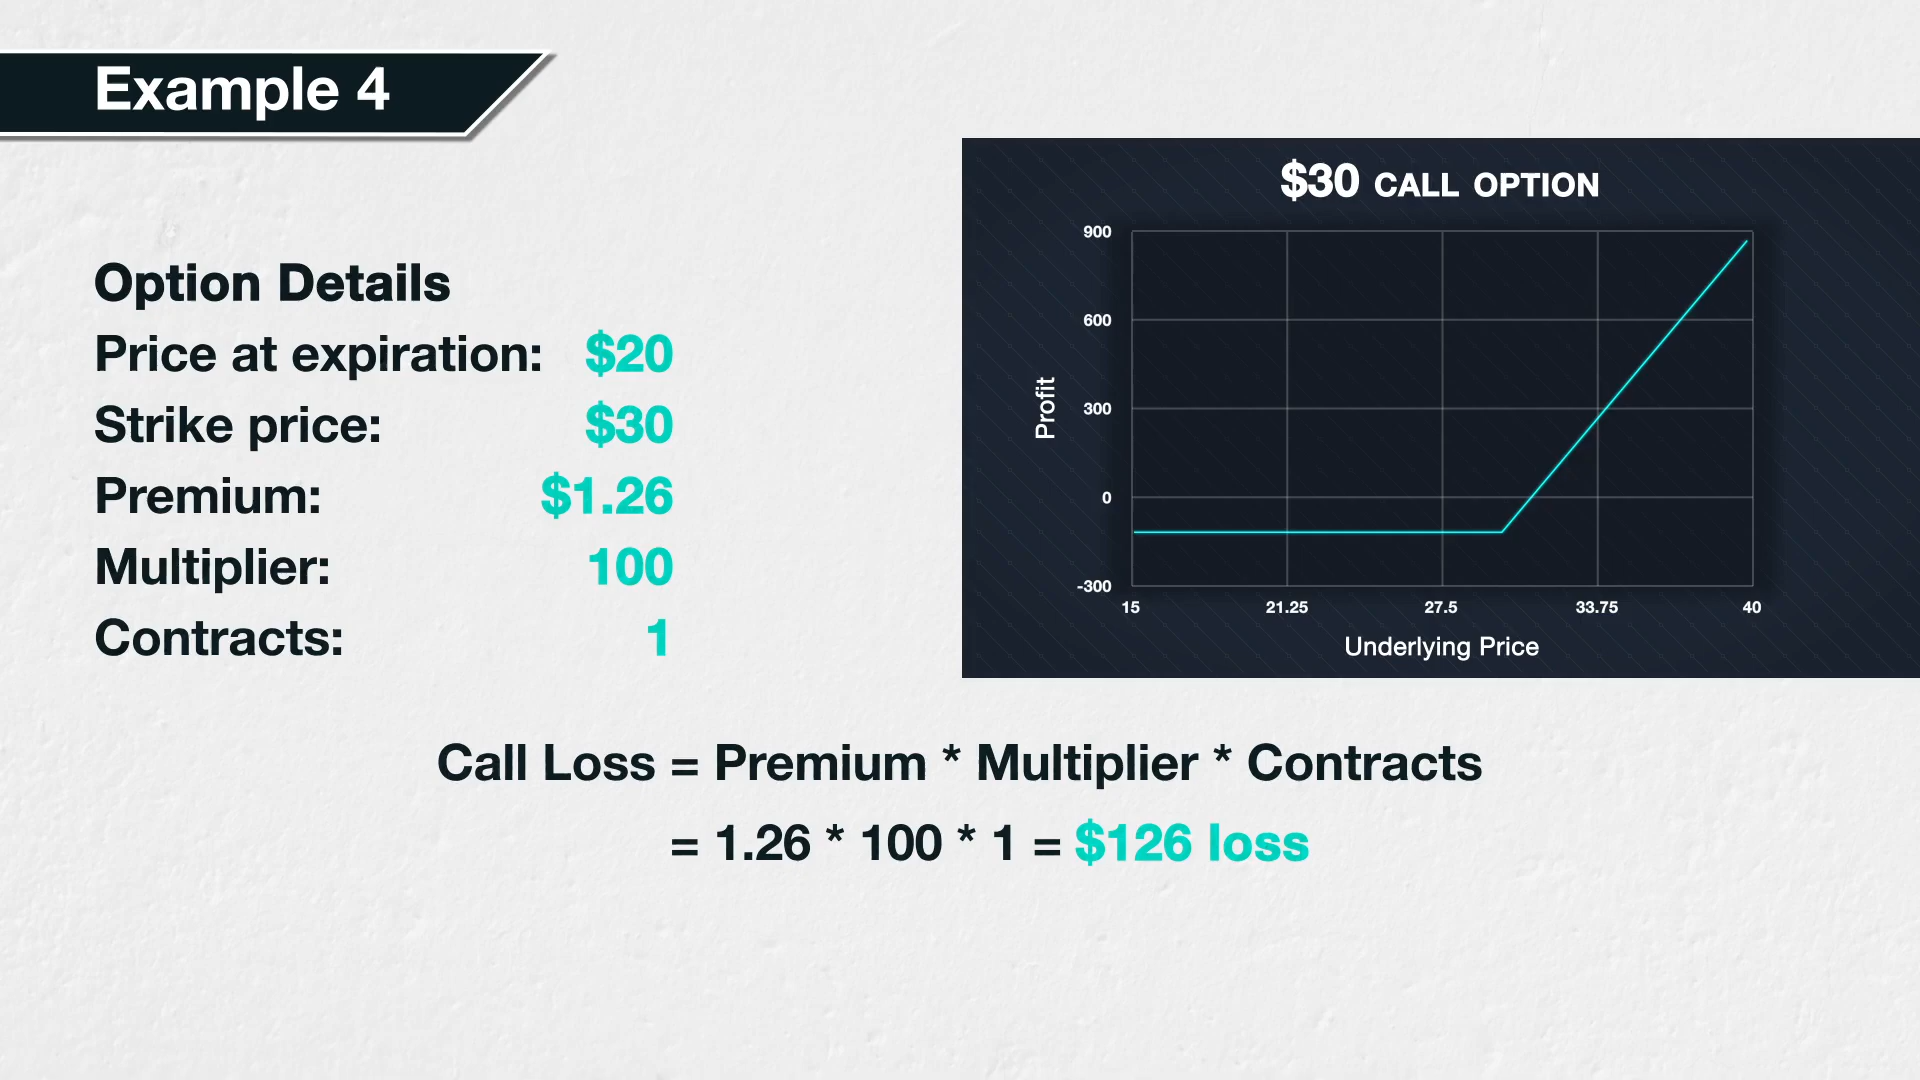 Example 4
Option Details
Price at expiration: $20
Strike price: $30
Premium: $1.26
Multiplier: 100
Contracts: 1
$30 CALL OPTION
900
600
300
0
-300
Profit
15 21.25 27.5 33.75 40
Underlying Price
Call Loss = Premium * Multiplier * Contracts
= 1.26 * 100 * 1 = $126 loss